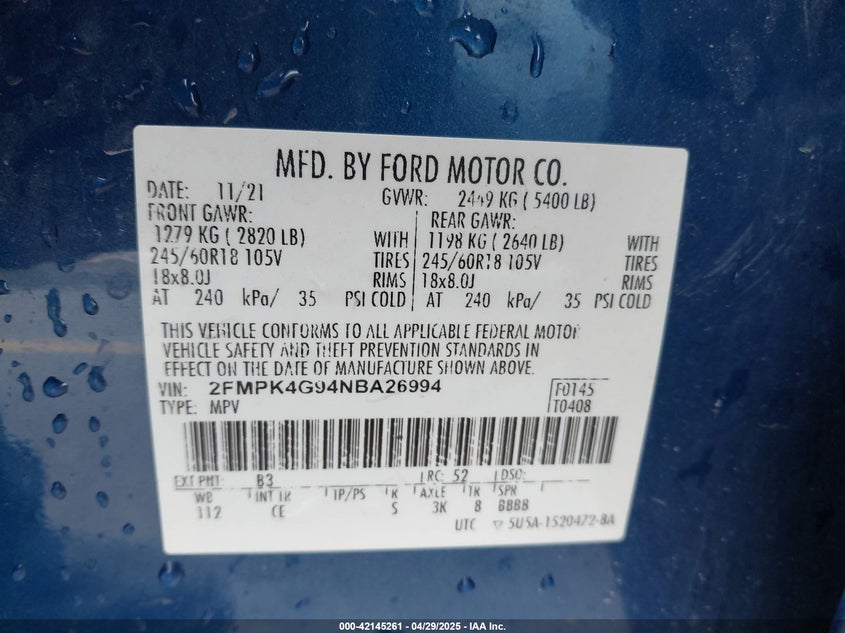 MFD. BY FORD MOTOR CO.
DATE: 11/21 GVWR: 2449 KG ( 5400 LB)
FRONT GAWR: REAR GAWR:
1279 KG ( 2820 LB) WITH 1198 KG ( 2640 LB) WITH
245/60R18 105V TIRES 245/60R18 105V TIRES
18x8.0J RIMS 18x8.0J RIMS
AT 240 kPa/ 35 PSI COLD AT 240 kPa/ 35 PSI COLD
THIS VEHICLE CONFORMS TO ALL APPLICABLE FEDERAL MOTOR
VEHICLE SAFETY AND THEFT PREVENTION STANDARDS IN
EFFECT ON THE DATE OF MANUFACTURE SHOWN ABOVE.
VIN: 2FMPK4G94NBA26994 F0145
TYPE: MPV T0408
EXT PNT: B3 RC: 52 DSO:
WB INT TR TP/PS R AXLE TR SPR
112 CE S 3K 8 BBBB
UTC ▽ 5U5A-1520472-BA
000-42145261 | 04/29/2025 | IAA Inc.